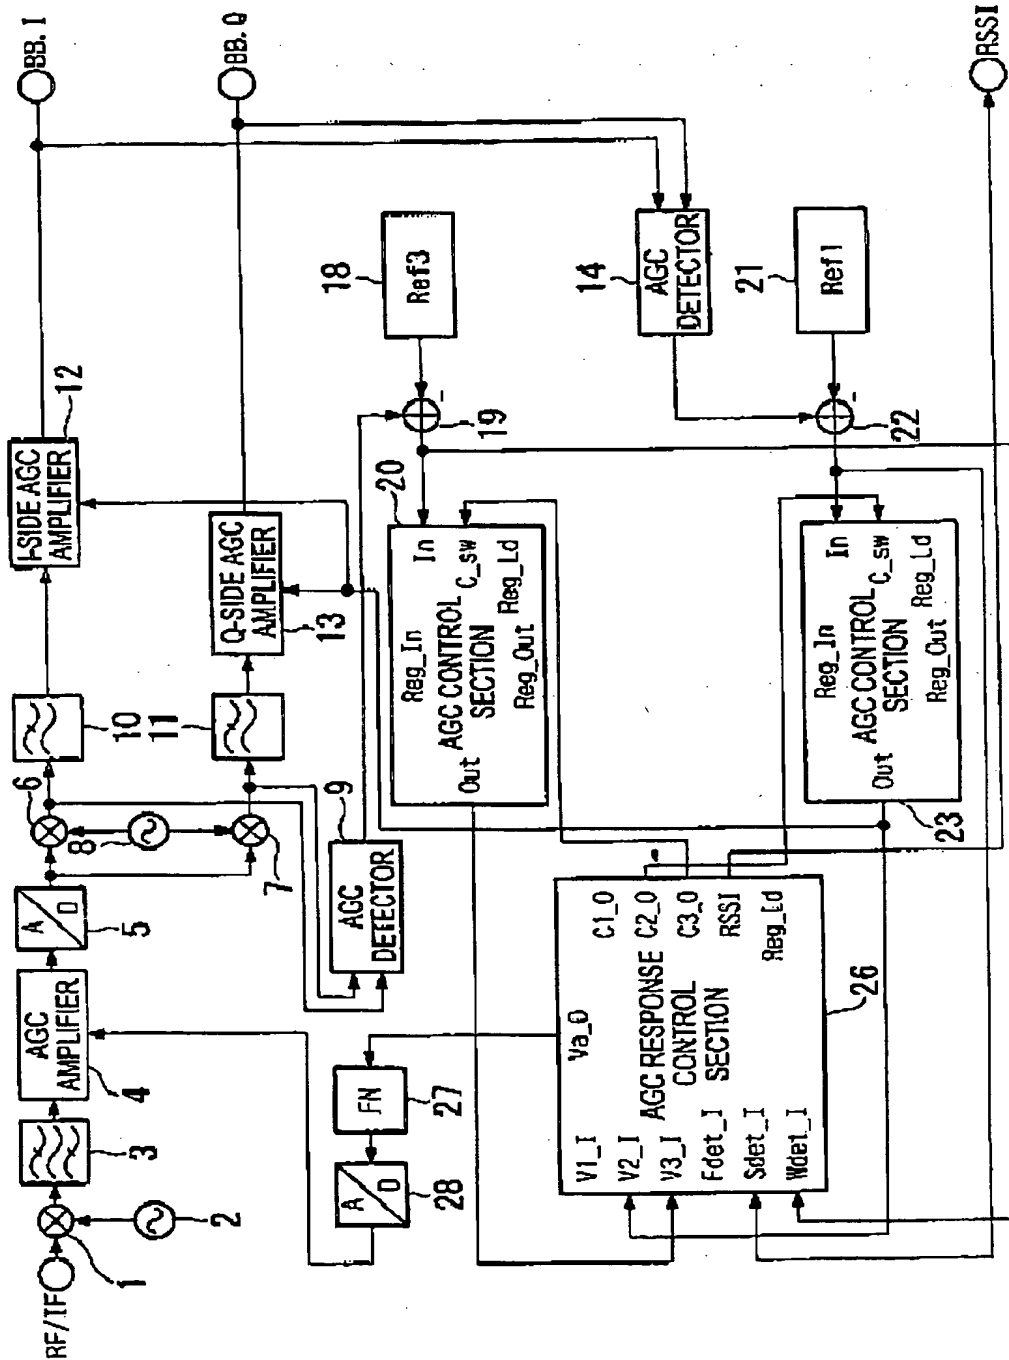 RF/IF
1
2
3
AGC
AMPLIFIER
4
A
D
5
6
8
7
10
11
I-SIDE AGC
AMPLIFIER
12
Q-SIDE AGC
AMPLIFIER
13
BB.I
BB.Q
AGC
DETECTOR
9
Ref3
18
-
19
20
In
C_sw
Reg_In
AGC CONTROL
SECTION
Reg_Ld
Reg_Out
Out
AGC
DETECTOR
14
Ref1
21
-
22
In
C_sw
Reg_In
AGC CONTROL
SECTION
Reg_Ld
Reg_Out
Out
23
FN
27
A
D
28
Va_O
V1_I
V2_I
V3_I
Fdet_I
Sdet_I
Wdet_I
AGC RESPONSE
CONTROL
SECTION
C1_O
C2_O
C3_O
RSSI
Reg_Ld
26
RSSI